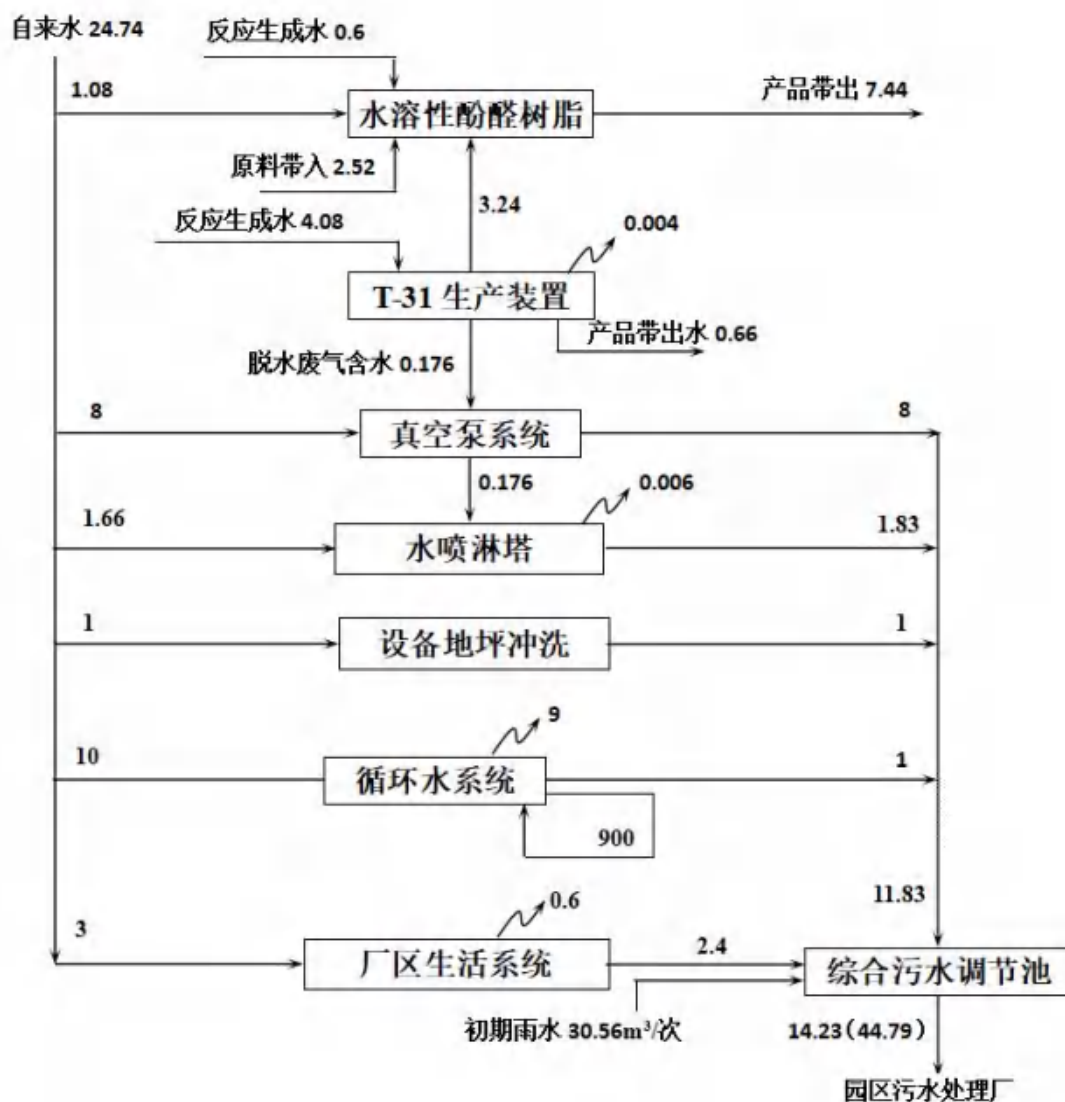 自来水 24.74
反应生成水 0.6
1.08
水溶性酚醛树脂
产品带出 7.44
原料带入 2.52
3.24
反应生成水 4.08
0.004
T-31 生产装置
产品带出水 0.66
脱水废气含水 0.176
8
真空泵系统
8
0.176
0.006
1.66
水喷淋塔
1.83
1
设备地坪冲洗
1
9
10
循环水系统
1
900
0.6
11.83
3
厂区生活系统
2.4
综合污水调节池
初期雨水 30.56m³/次
14.23（44.79）
园区污水处理厂